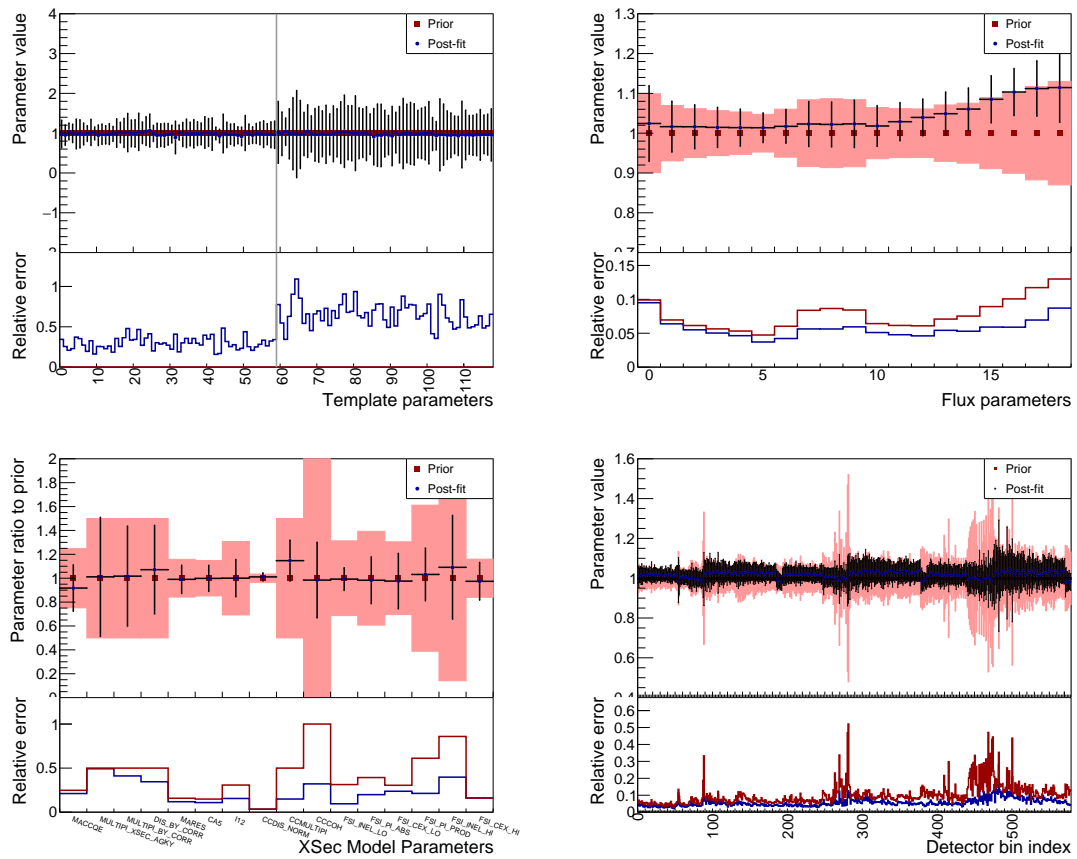 4
3
2
1
0
−1
2
Parameter value
Prior
Post-fit
1
0.5
0
Relative error
0 10 20 30 40 50 60 70 80 90 100 110
Template parameters
1.3
1.2
1.1
1
0.9
0.7
Parameter value
Prior
Post-fit
0.15
0.1
0.05
0
Relative error
0 5 10 15
Flux parameters
2
1.8
1.6
1.4
1.2
1
0.8
0.6
0.4
0.2
0
Parameter ratio to prior
Prior
Post-fit
1
0.5
0
Relative error
MACCQE
MULTIPI_XSEC_AGKY
MULTIPI_BY_CORR
DIS_BY_CORR
MARES
CA5
I12
CCDIS_NORM
CCMULTIPI
CCCOH
FSI_INEL_LO
FSI_PI_ABS
FSI_CEX_LO
FSI_PI_PROD
FSI_INEL_HI
FSI_CEX_HI
XSec Model Parameters
1.6
1.4
1.2
1
0.8
0.6
0.4
Parameter value
Prior
Post-fit
0.6
0.5
0.4
0.3
0.2
0.1
0
Relative error
0 100 200 300 400 500
Detector bin index